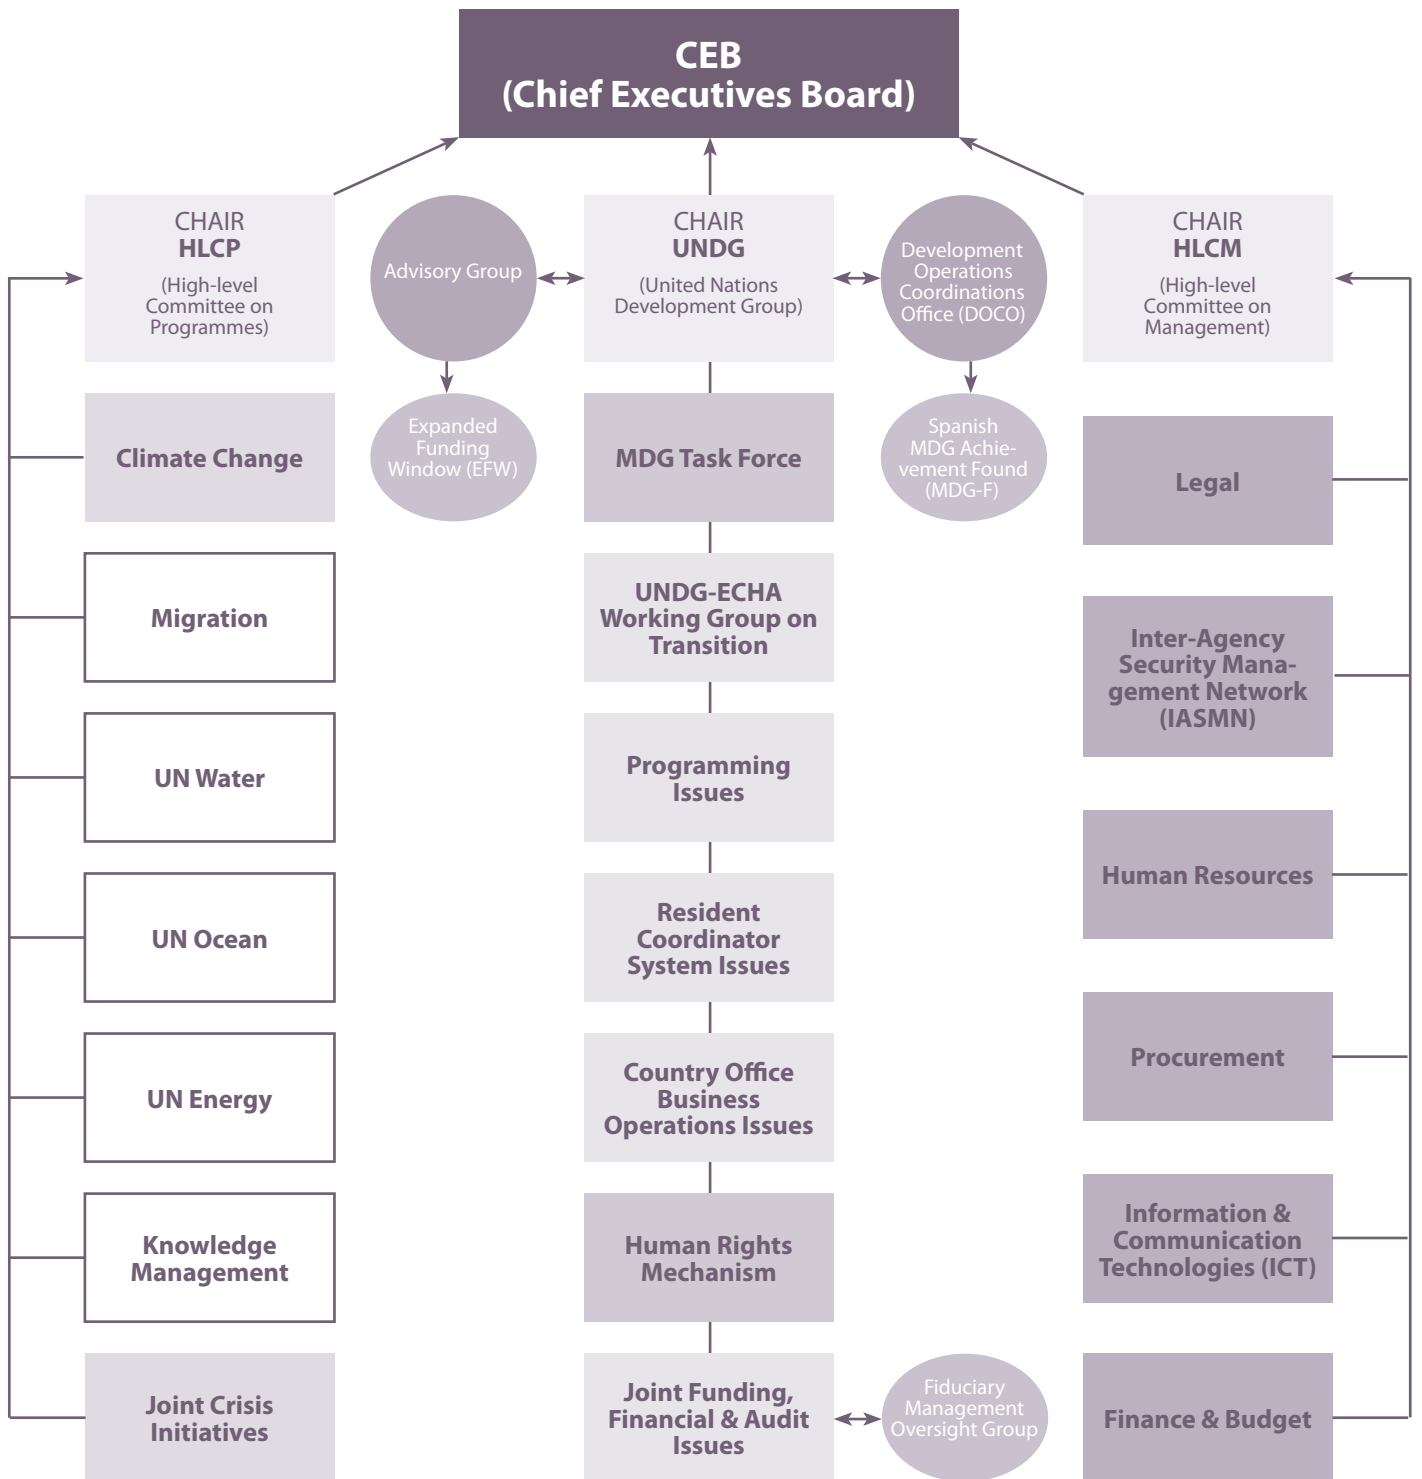 CEB
(Chief Executives Board)
CHAIR
HLCP
(High-level
Committee on
Programmes)
Advisory Group
CHAIR
UNDG
(United Nations
Development Group)
Development
Operations
Coordinations
Office (DOCO)
CHAIR
HLCM
(High-level
Committee on
Management)
Climate Change
Expanded
Funding
Window (EFW)
MDG Task Force
Spanish
MDG Achie-
vement Found
(MDG-F)
Legal
Migration
UNDG-ECHA
Working Group on
Transition
Inter-Agency
Security Mana-
gement Network
(IASMN)
UN Water
Programming
Issues
Human Resources
UN Ocean
Resident
Coordinator
System Issues
Procurement
UN Energy
Country Office
Business
Operations Issues
Information &
Communication
Technologies (ICT)
Knowledge
Management
Human Rights
Mechanism
Joint Crisis
Initiatives
Joint Funding,
Financial & Audit
Issues
Fiduciary
Management
Oversight Group
Finance & Budget